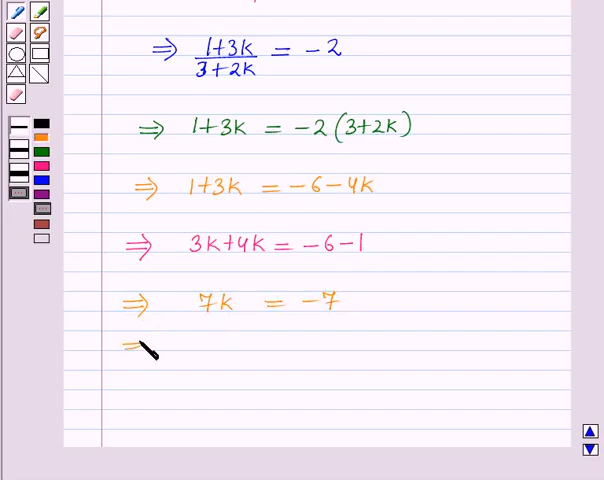 ⇒ 1+3k/3+2k = -2
⇒ 1+3k = -2(3+2k)
⇒ 1+3k = -6-4k
⇒ 3k+4k = -6-1
⇒ 7k = -7
=